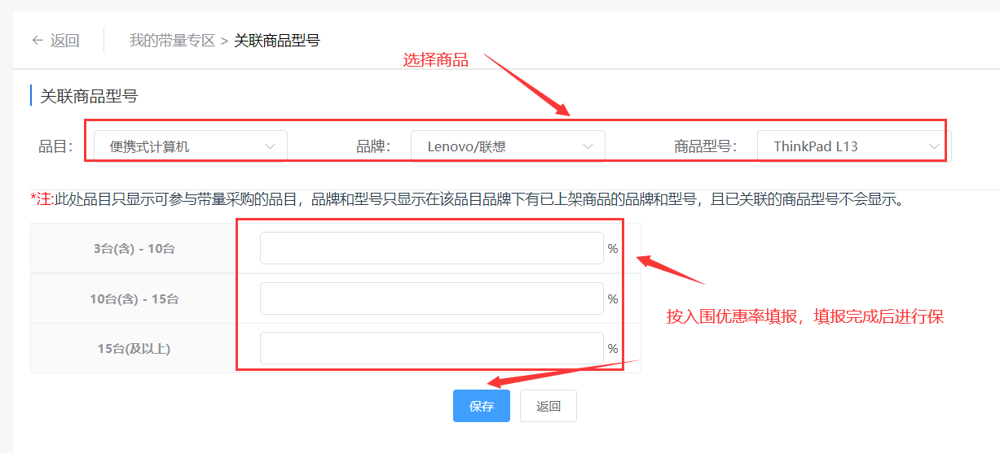 返回 我的带量专区 > 关联商品型号
选择商品
关联商品型号
品目： 便携式计算机 品牌： Lenovo/联想 商品型号： ThinkPad L13
*注:此处品目只显示可参与带量采购的品目，品牌和型号只显示在该品目品牌下有已上架商品的品牌和型号，且已关联的商品型号不会显示。
3台(含) - 10台 %
10台(含) - 15台 %
按入围优惠率填报，填报完成后进行保
15台(及以上) %
保存 返回